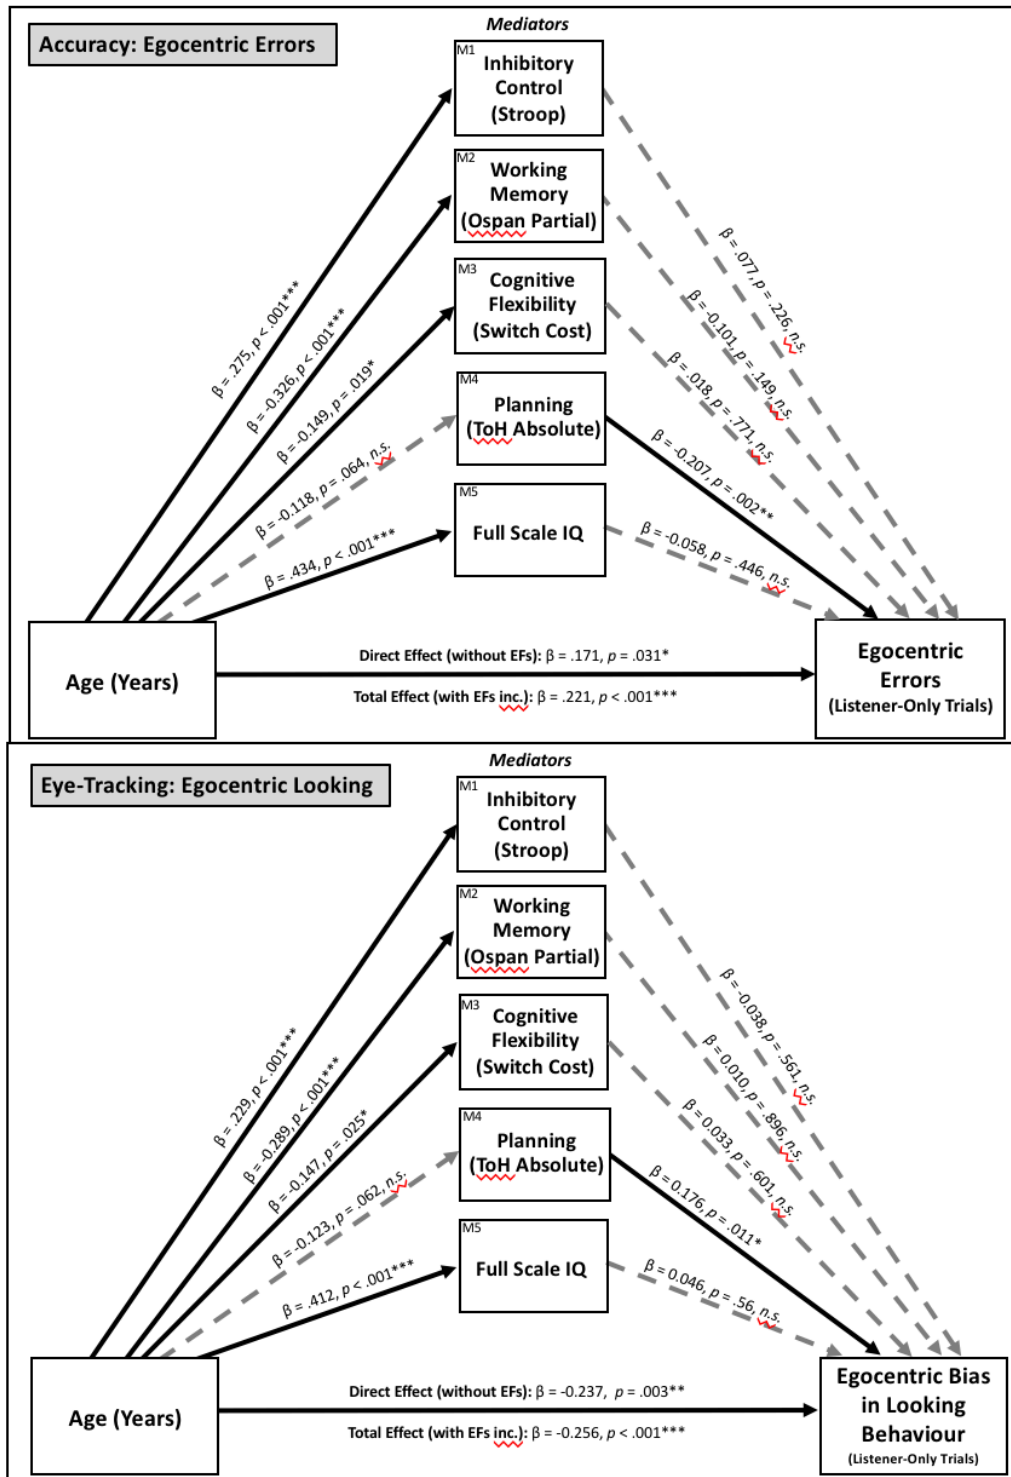 Mediators
Accuracy: Egocentric Errors
M1
Inhibitory
Control
(Stroop)
M2
Working
Memory
(Ospan Partial)
M3
Cognitive
Flexibility
(Switch Cost)
M4
Planning
(ToH Absolute)
M5
Full Scale IQ
β = .275, p < .001***
β = -0.326, p < .001***
β = -0.149, p = .019*
β = -0.118, p = .064, n.s.
β = .434, p < .001***
β = .077, p = .226, n.s.
β = -0.101, p = .149, n.s.
β = .018, p = .771, n.s.
β = -0.207, p = .002**
β = -0.058, p = .446, n.s.
Age (Years)
Direct Effect (without EFs): β = .171, p = .031*
Total Effect (with EFs inc.): β = .221, p < .001***
Egocentric
Errors
(Listener-Only Trials)
Mediators
Eye-Tracking: Egocentric Looking
M1
Inhibitory
Control
(Stroop)
M2
Working
Memory
(Ospan Partial)
M3
Cognitive
Flexibility
(Switch Cost)
M4
Planning
(ToH Absolute)
M5
Full Scale IQ
β = .229, p < .001***
β = -0.289, p < .001***
β = -0.147, p = .025*
β = -0.123, p = .062, n.s.
β = .412, p < .001***
β = -0.038, p = .561, n.s.
β = 0.010, p = .896, n.s.
β = 0.033, p = .601, n.s.
β = 0.176, p = .011*
β = 0.046, p = .56, n.s.
Age (Years)
Direct Effect (without EFs): β = -0.237, p = .003**
Total Effect (with EFs inc.): β = -0.256, p < .001***
Egocentric Bias
in Looking
Behaviour
(Listener-Only Trials)